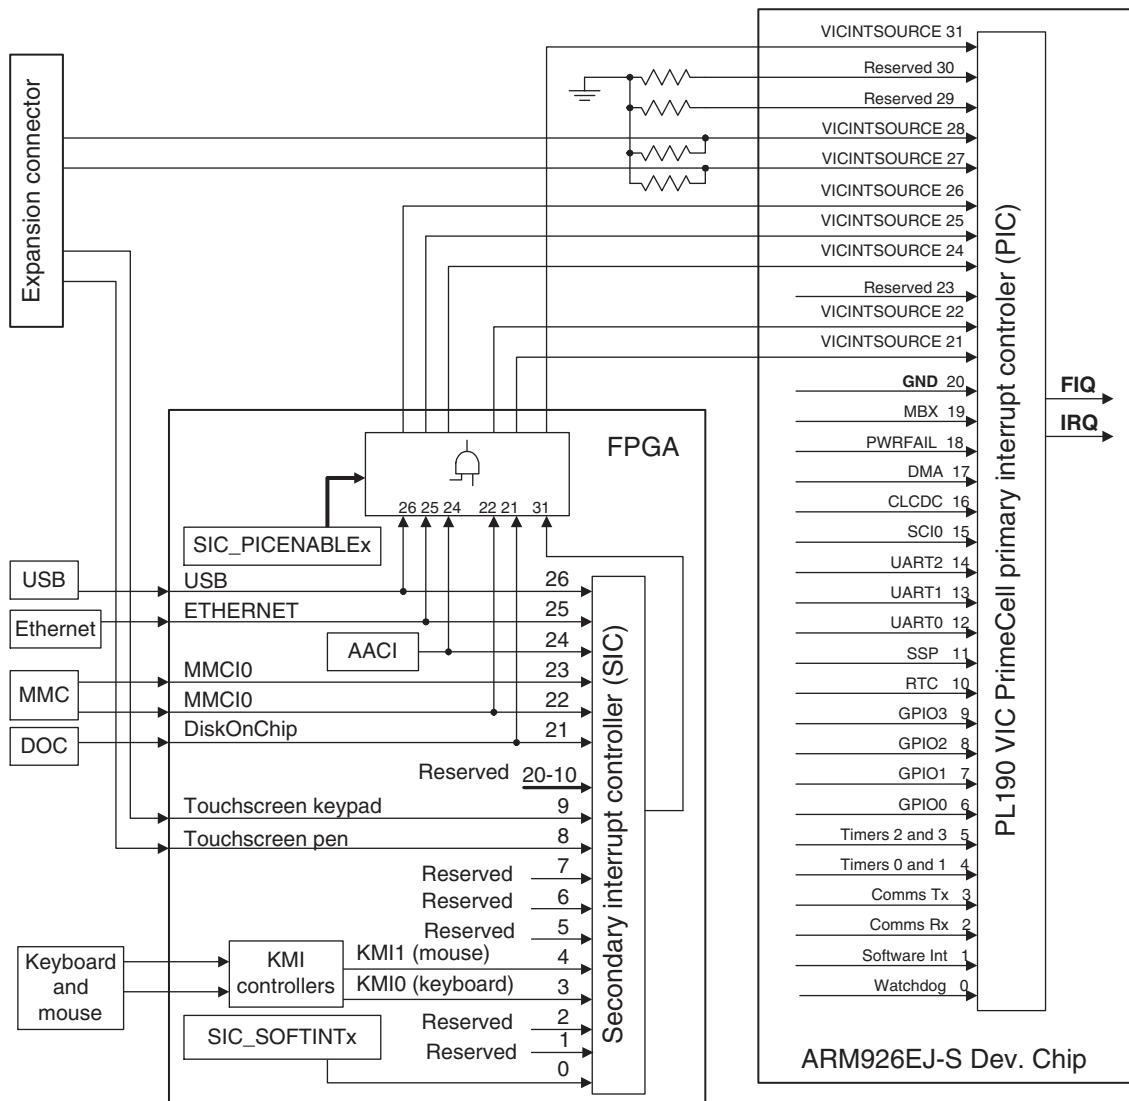 Expansion connector
VICINTSOURCE 31
Reserved 30
Reserved 29
VICINTSOURCE 28
VICINTSOURCE 27
VICINTSOURCE 26
VICINTSOURCE 25
VICINTSOURCE 24
Reserved 23
VICINTSOURCE 22
VICINTSOURCE 21
GND 20
MBX 19
PWRFAIL 18
DMA 17
CLCDC 16
SCI0 15
UART2 14
UART1 13
UART0 12
SSP 11
RTC 10
GPIO3 9
GPIO2 8
GPIO1 7
GPIO0 6
Timers 2 and 3 5
Timers 0 and 1 4
Comms Tx 3
Comms Rx 2
Software Int 1
Watchdog 0
PL190 VIC PrimeCell primary interrupt controler (PIC)
FIQ
IRQ
ARM926EJ-S Dev. Chip
FPGA
26 25 24 22 21 31
SIC_PICENABLEx
USB
USB 26
Ethernet
ETHERNET 25
AACI 24
MMC
MMCI0 23
MMCI0 22
DOC
DiskOnChip 21
Reserved 20-10
Touchscreen keypad 9
Touchscreen pen 8
Reserved 7
Reserved 6
Reserved 5
Keyboard
and
mouse
KMI
controllers
KMI1 (mouse) 4
KMI0 (keyboard) 3
Reserved 2
Reserved 1
SIC_SOFTINTx 0
Secondary interrupt controller (SIC)